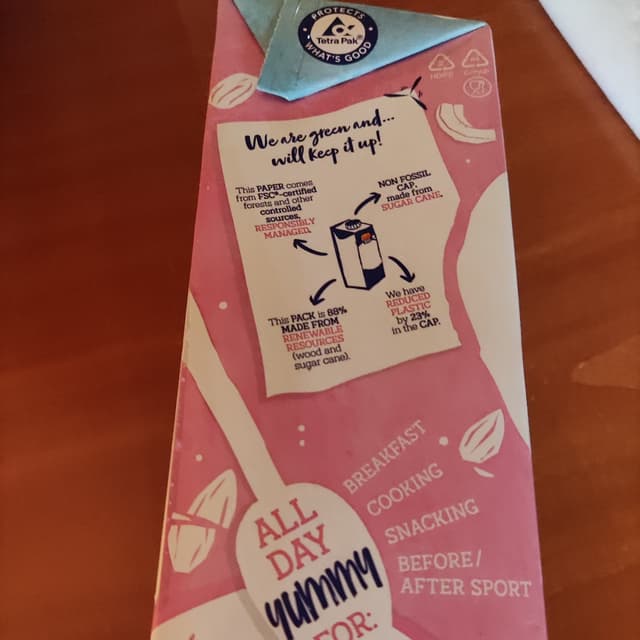 PROTECTS
Tetra Pak®
WHAT'S GOOD
HDPE
We are green and...
will keep it up!
This PAPER comes
from FSC®-certified
forests and other
controlled
sources,
RESPONSIBLY
MANAGED.
NON FOSSIL
CAP,
made from
SUGAR CANE.
This PACK is 88%
MADE FROM
RENEWABLE
RESOURCES
(wood and
sugar cane).
We have
REDUCED
PLASTIC
by 23%
in the CAP.
ALL
DAY
yummy
FOR:
BREAKFAST
COOKING
SNACKING
BEFORE/
AFTER SPORT